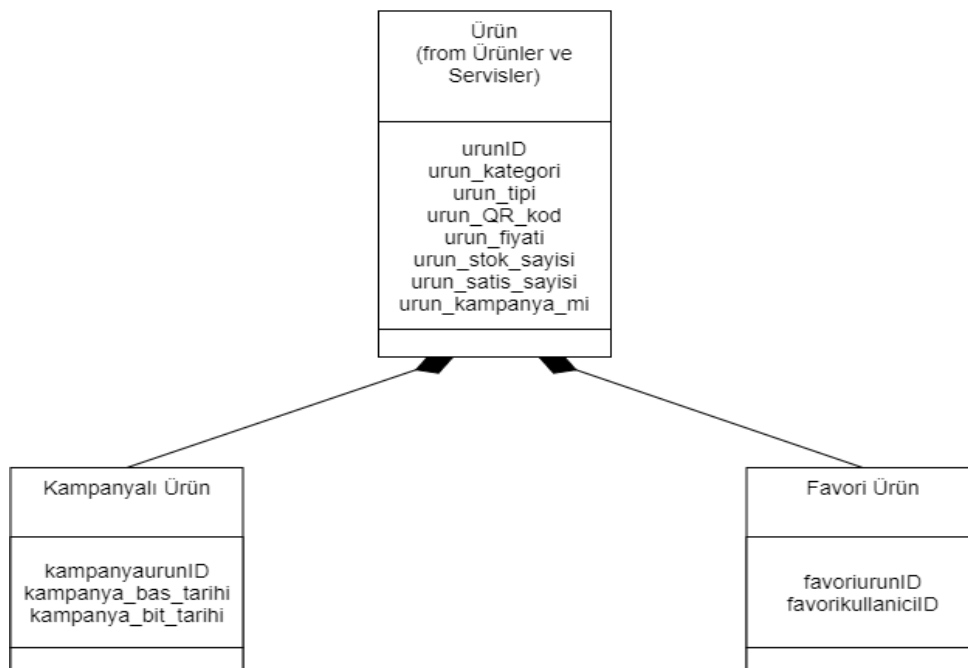 Ürün
(from Ürünler ve
Servisler)
urunID
urun_kategori
urun_tipi
urun_QR_kod
urun_fiyati
urun_stok_sayisi
urun_satis_sayisi
urun_kampanya_mi
Kampanyalı Ürün
kampanyaurunID
kampanya_bas_tarihi
kampanya_bit_tarihi
Favori Ürün
favoriurunID
favorikullaniciID